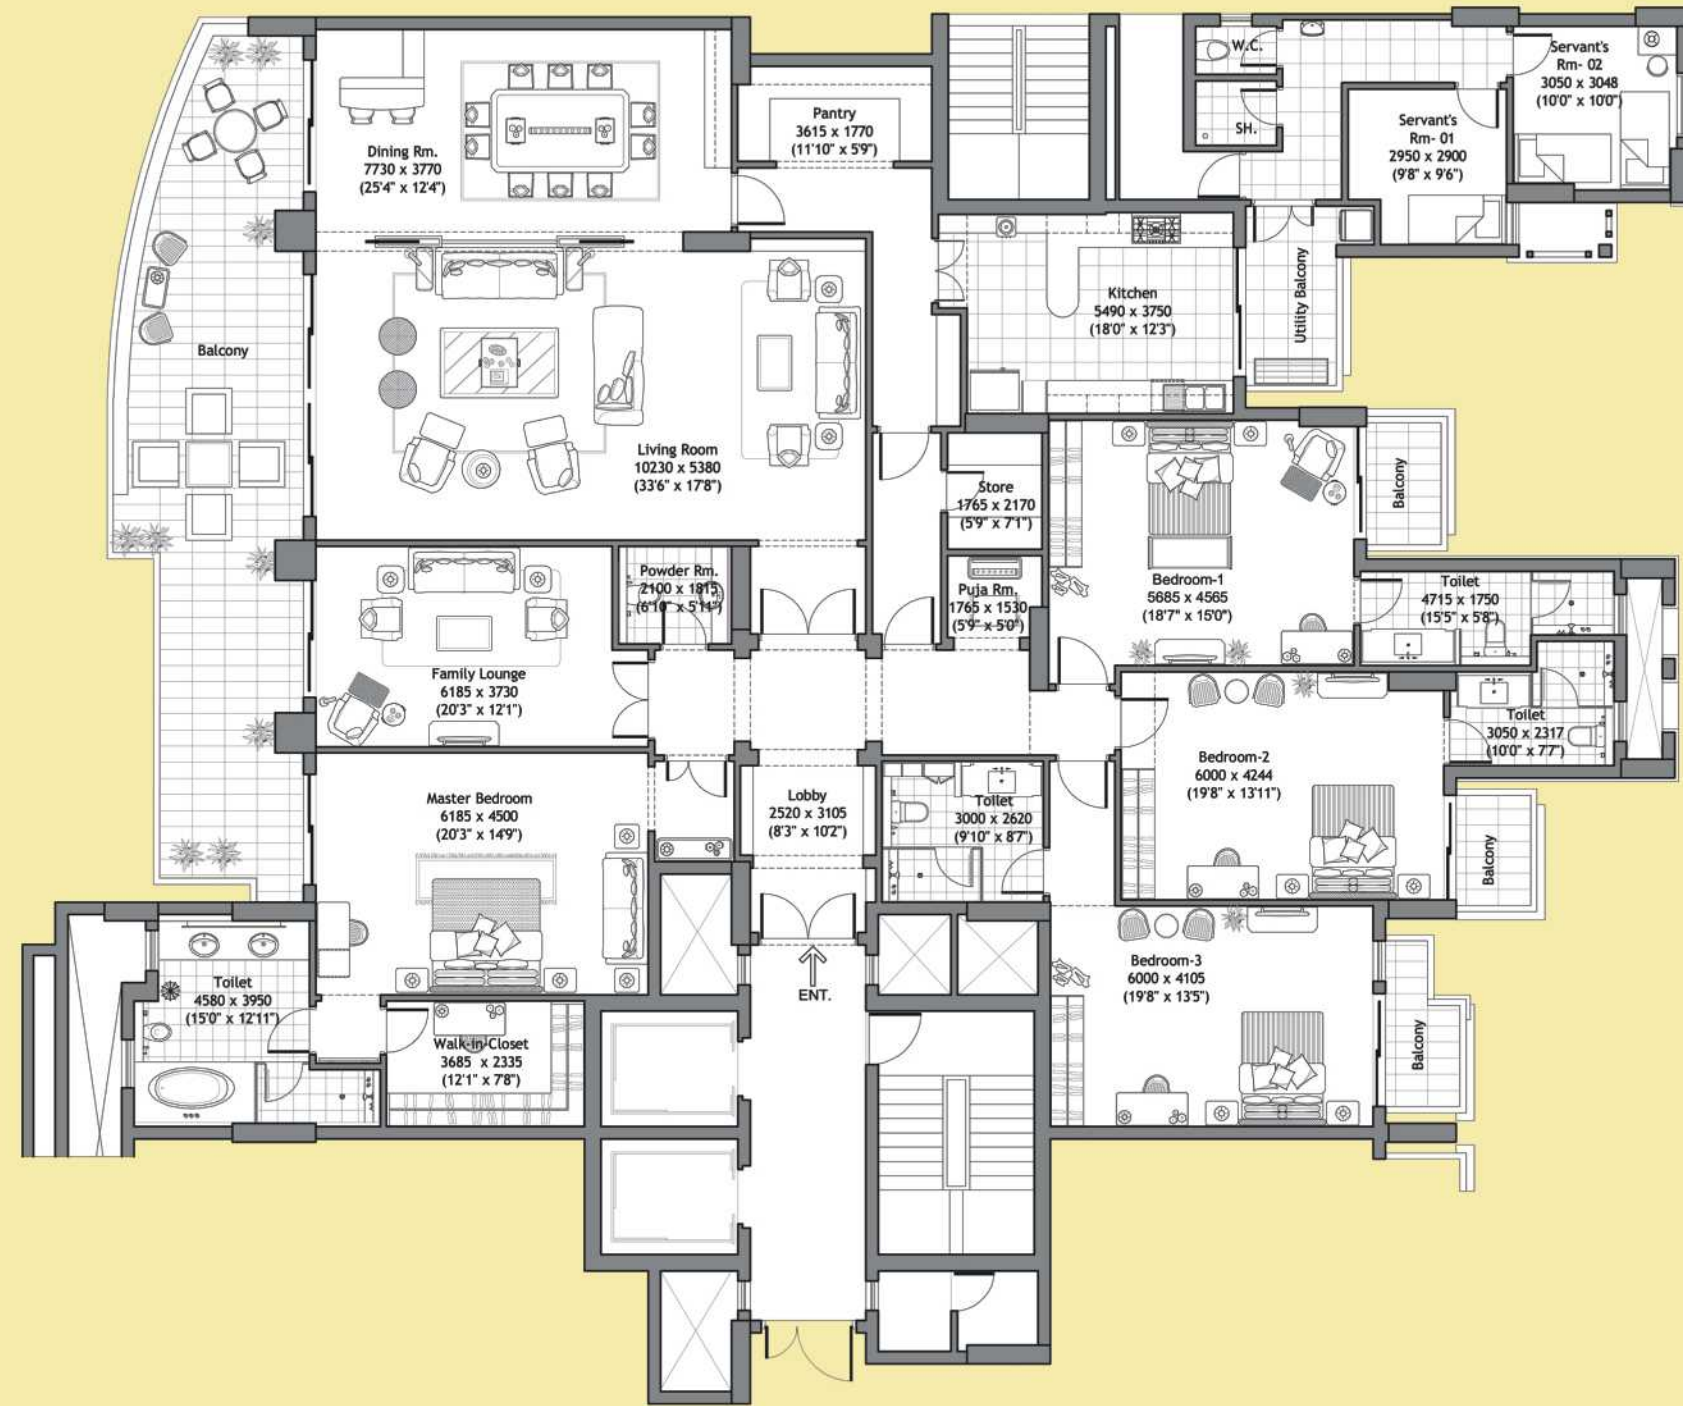 W.C.
SH.
Servant's
Rm- 02
3050 x 3048
(10'0" x 10'0")
Servant's
Rm- 01
2950 x 2900
(9'8" x 9'6")
Pantry
3615 x 1770
(11'10" x 5'9")
Dining Rm.
7730 x 3770
(25'4" x 12'4")
Balcony
Kitchen
5490 x 3750
(18'0" x 12'3")
Utility Balcony
Living Room
10230 x 5380
(33'6" x 17'8")
Store
1765 x 2170
(5'9" x 7'1")
Balcony
Powder Rm.
2100 x 1815
(6'10" x 5'11")
Puja Rm.
1765 x 1530
(5'9" x 5'0")
Bedroom-1
5685 x 4565
(18'7" x 15'0")
Toilet
4715 x 1750
(15'5" x 5'8")
Family Lounge
6185 x 3730
(20'3" x 12'1")
Toilet
3050 x 2317
(10'0" x 7'7")
Bedroom-2
6000 x 4244
(19'8" x 13'11")
Master Bedroom
6185 x 4500
(20'3" x 14'9")
Lobby
2520 x 3105
(8'3" x 10'2")
Toilet
3000 x 2620
(9'10" x 8'7")
Balcony
ENT.
Bedroom-3
6000 x 4105
(19'8" x 13'5")
Toilet
4580 x 3950
(15'0" x 12'11")
Walk-in-Closet
3685 x 2335
(12'1" x 7'8")
Balcony